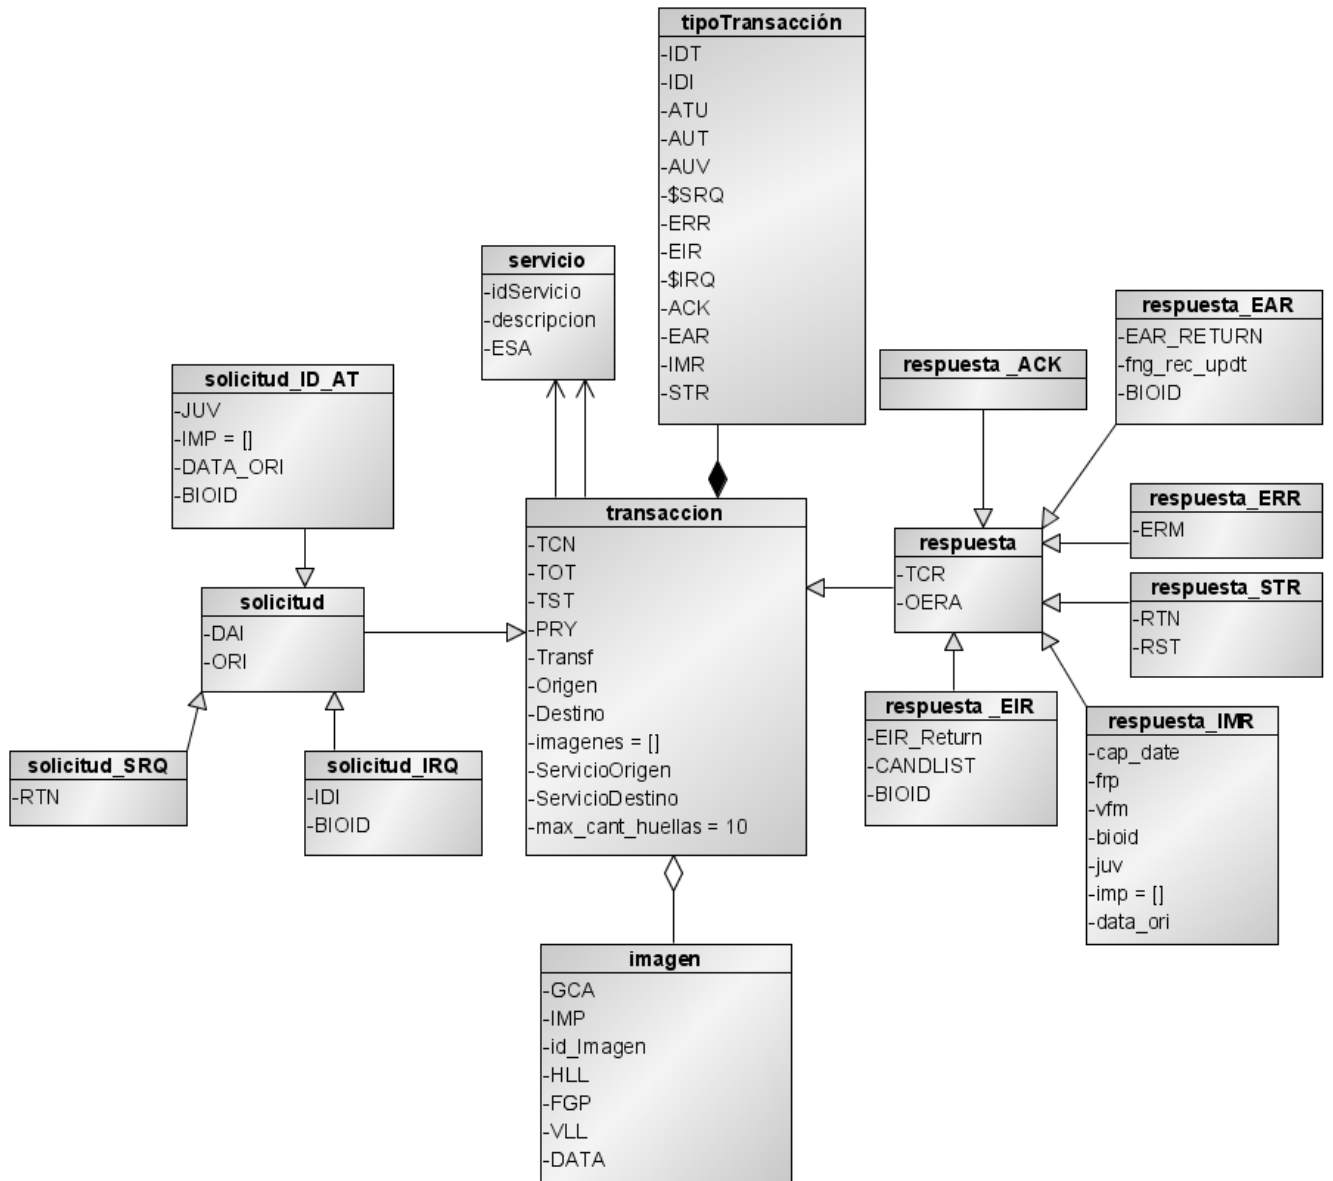 tipoTransacción
-IDT
-IDI
-ATU
-AUT
-AUV
-$SRQ
-ERR
-EIR
-$IRQ
-ACK
-EAR
-IMR
-STR
servicio
-idServicio
-descripcion
-ESA
respuesta_EAR
-EAR_RETURN
-fng_rec_updt
-BIOID
respuesta _ACK
solicitud_ID_AT
-JUV
-IMP = []
-DATA_ORI
-BIOID
respuesta_ERR
-ERM
transaccion
-TCN
-TOT
-TST
-PRY
-Transf
-Origen
-Destino
-imagenes = []
-ServicioOrigen
-ServicioDestino
-max_cant_huellas = 10
respuesta
-TCR
-OERA
respuesta_STR
-RTN
-RST
solicitud
-DAI
-ORI
respuesta _EIR
-EIR_Return
-CANDLIST
-BIOID
respuesta_IMR
-cap_date
-frp
-vfm
-bioid
-juv
-imp = []
-data_ori
solicitud_SRQ
-RTN
solicitud_IRQ
-IDI
-BIOID
imagen
-GCA
-IMP
-id_Imagen
-HLL
-FGP
-VLL
-DATA